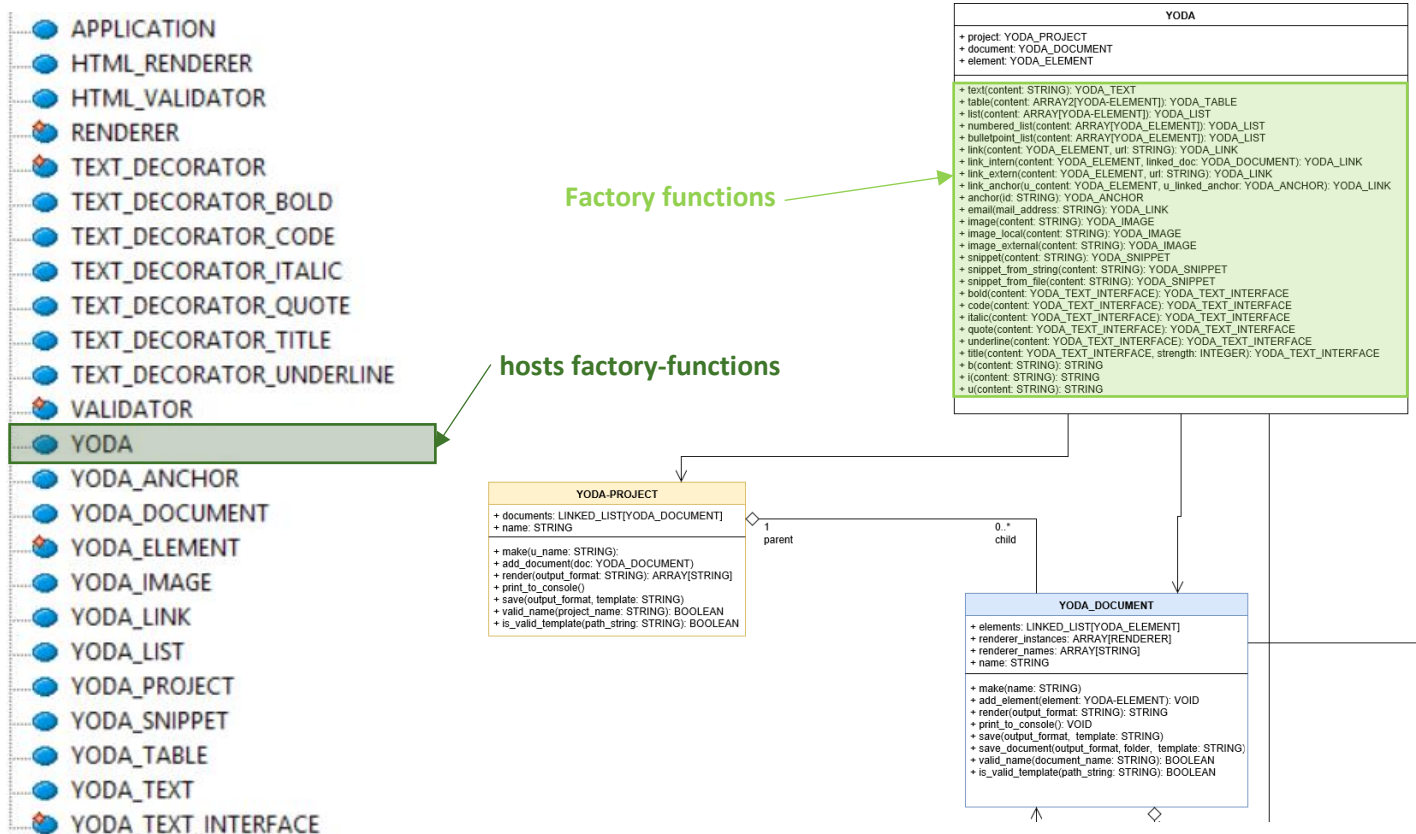 APPLICATION
HTML_RENDERER
HTML_VALIDATOR
RENDERER
TEXT_DECORATOR
TEXT_DECORATOR_BOLD
TEXT_DECORATOR_CODE
TEXT_DECORATOR_ITALIC
TEXT_DECORATOR_QUOTE
TEXT_DECORATOR_TITLE
TEXT_DECORATOR_UNDERLINE
VALIDATOR
YODA
YODA_ANCHOR
YODA_DOCUMENT
YODA_ELEMENT
YODA_IMAGE
YODA_LINK
YODA_LIST
YODA_PROJECT
YODA_SNIPPET
YODA_TABLE
YODA_TEXT
YODA_TEXT_INTERFACE
Factory functions
hosts factory-functions
YODA
+ project: YODA_PROJECT
+ document: YODA_DOCUMENT
+ element: YODA_ELEMENT
+ text(content: STRING): YODA_TEXT
+ table(content: ARRAY2[YODA-ELEMENT]): YODA_TABLE
+ list(content: ARRAY[YODA-ELEMENT]): YODA_LIST
+ numbered_list(content: ARRAY[YODA_ELEMENT]): YODA_LIST
+ bulletpoint_list(content: ARRAY[YODA_ELEMENT]): YODA_LIST
+ link(content: YODA_ELEMENT, url: STRING): YODA_LINK
+ link_intern(content: YODA_ELEMENT, linked_doc: YODA_DOCUMENT): YODA_LINK
+ link_extern(content: YODA_ELEMENT, url: STRING): YODA_LINK
+ link_anchor(u_content: YODA_ELEMENT, u_linked_anchor: YODA_ANCHOR): YODA_LINK
+ anchor(id: STRING): YODA_ANCHOR
+ email(mail_address: STRING): YODA_LINK
+ image(content: STRING): YODA_IMAGE
+ image_local(content: STRING): YODA_IMAGE
+ image_external(content: STRING): YODA_IMAGE
+ snippet(content: STRING): YODA_SNIPPET
+ snippet_from_string(content: STRING): YODA_SNIPPET
+ snippet_from_file(content: STRING): YODA_SNIPPET
+ bold(content: YODA_TEXT_INTERFACE): YODA_TEXT_INTERFACE
+ code(content: YODA_TEXT_INTERFACE): YODA_TEXT_INTERFACE
+ italic(content: YODA_TEXT_INTERFACE): YODA_TEXT_INTERFACE
+ quote(content: YODA_TEXT_INTERFACE): YODA_TEXT_INTERFACE
+ underline(content: YODA_TEXT_INTERFACE): YODA_TEXT_INTERFACE
+ title(content: YODA_TEXT_INTERFACE, strength: INTEGER): YODA_TEXT_INTERFACE
+ b(content: STRING): STRING
+ i(content: STRING): STRING
+ u(content: STRING): STRING
YODA-PROJECT
+ documents: LINKED_LIST[YODA_DOCUMENT]
+ name: STRING
+ make(u_name: STRING):
+ add_document(doc: YODA_DOCUMENT)
+ render(output_format: STRING): ARRAY[STRING]
+ print_to_console()
+ save(output_format, template: STRING)
+ valid_name(project_name: STRING): BOOLEAN
+ is_valid_template(path_string: STRING): BOOLEAN
1
parent
0..*
child
YODA_DOCUMENT
+ elements: LINKED_LIST[YODA_ELEMENT]
+ renderer_instances: ARRAY[RENDERER]
+ renderer_names: ARRAY[STRING]
+ name: STRING
+ make(name: STRING)
+ add_element(element: YODA-ELEMENT): VOID
+ render(output_format: STRING): STRING
+ print_to_console(): VOID
+ save(output_format, template: STRING)
+ save_document(output_format, folder, template: STRING)
+ valid_name(document_name: STRING): BOOLEAN
+ is_valid_template(path_string: STRING): BOOLEAN